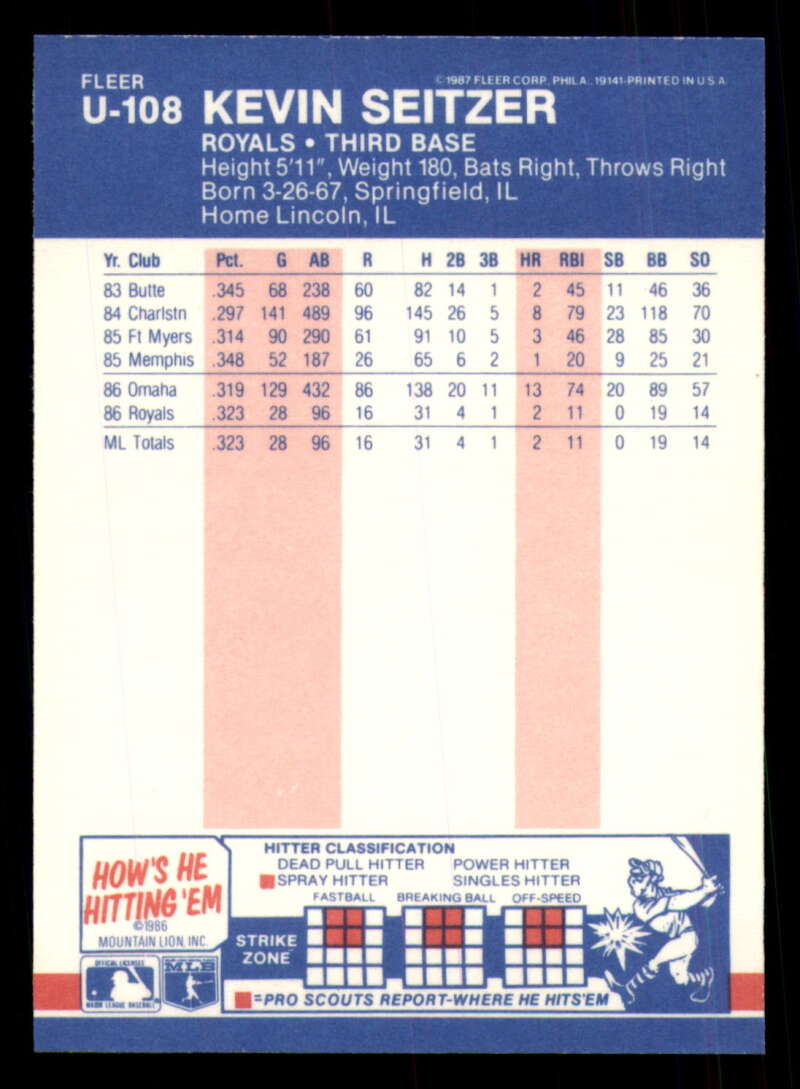 FLEER
©1987 FLEER CORP. PHILA., 19141-PRINTED IN U S A
U-108 KEVIN SEITZER
ROYALS • THIRD BASE
Height 5'11", Weight 180, Bats Right, Throws Right
Born 3-26-67, Springfield, IL
Home Lincoln, IL
Yr. Club Pct. G AB R H 2B 3B HR RBI SB BB SO
83 Butte .345 68 238 60 82 14 1 2 45 11 46 36
84 Charlstn .297 141 489 96 145 26 5 8 79 23 118 70
85 Ft Myers .314 90 290 61 91 10 5 3 46 28 85 30
85 Memphis .348 52 187 26 65 6 2 1 20 9 25 21
86 Omaha .319 129 432 86 138 20 11 13 74 20 89 57
86 Royals .323 28 96 16 31 4 1 2 11 0 19 14
ML Totals .323 28 96 16 31 4 1 2 11 0 19 14
HOW'S HE
HITTING 'EM
©1986
MOUNTAIN LION, INC.
HITTER CLASSIFICATION
DEAD PULL HITTER POWER HITTER
SPRAY HITTER SINGLES HITTER
FASTBALL BREAKING BALL OFF-SPEED
STRIKE
ZONE
OFFICIAL LICENSEE
MAJOR LEAGUE BASEBALL
MLB
=PRO SCOUTS REPORT-WHERE HE HITS'EM